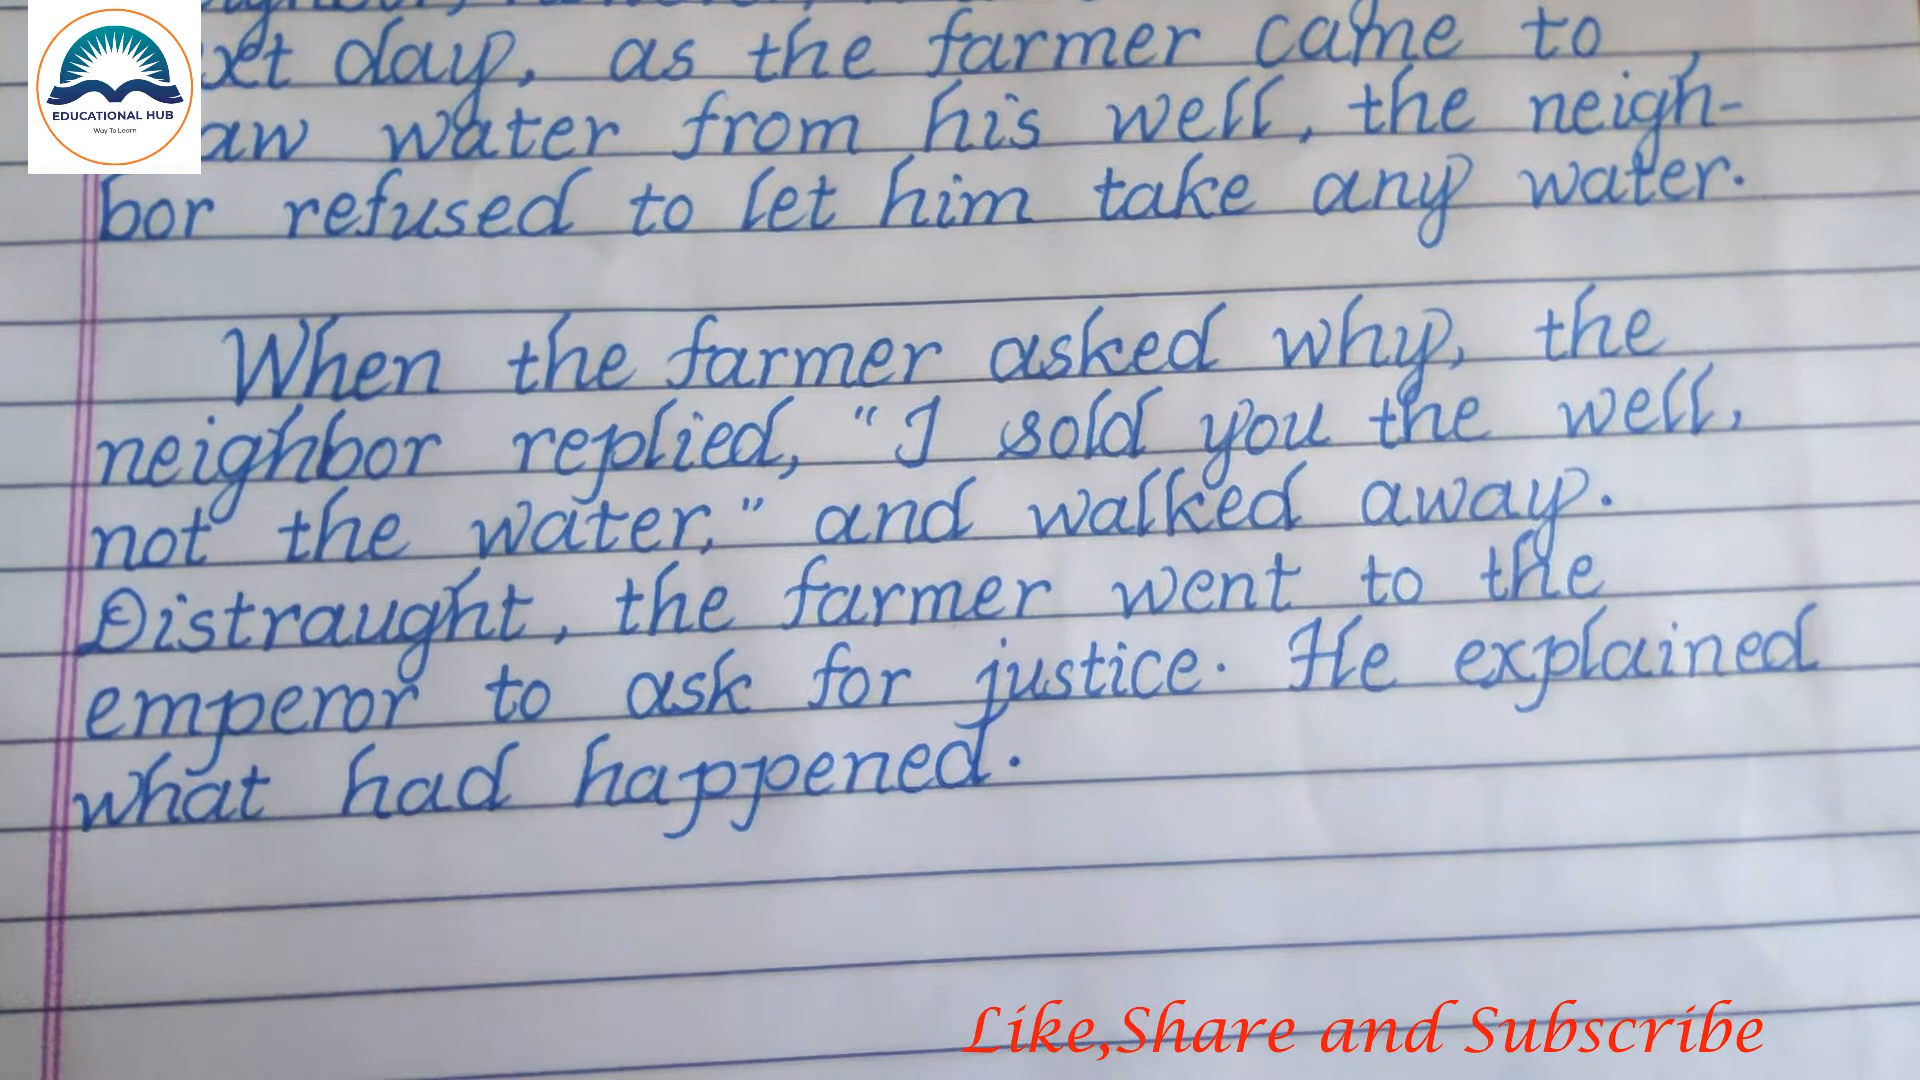 EDUCATIONAL HUB
Way To Learn
day, as the farmer came to
water from his well, the neigh-
bor refused to let him take any water.
When the farmer asked why, the
neighbor replied, "I sold you the well,
not the water," and walked away.
Distraught, the farmer went to the
emperor to ask for justice. He explained
what had happened.
Like,Share and Subscribe